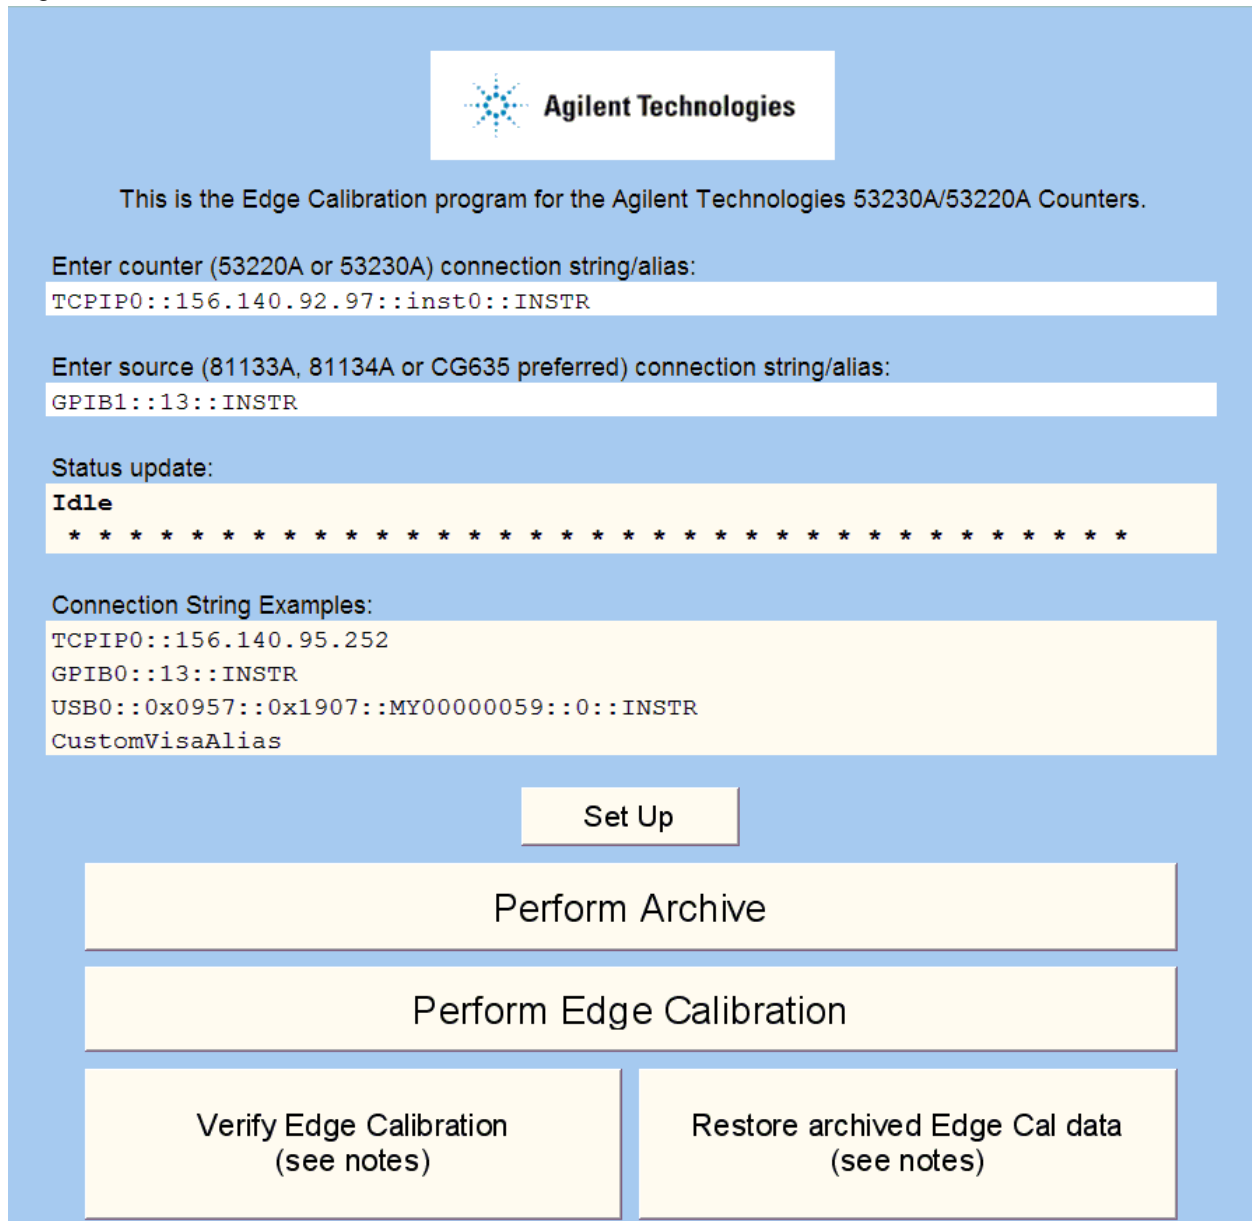 Agilent Technologies
This is the Edge Calibration program for the Agilent Technologies 53230A/53220A Counters.
Enter counter (53220A or 53230A) connection string/alias:
TCPIP0::156.140.92.97::inst0::INSTR
Enter source (81133A, 81134A or CG635 preferred) connection string/alias:
GPIB1::13::INSTR
Status update:
Idle
* * * * * * * * * * * * * * * * * * * * * * * * * * * * * * * * * * *
Connection String Examples:
TCPIP0::156.140.95.252
GPIB0::13::INSTR
USB0::0x0957::0x1907::MY00000059::0::INSTR
CustomVisaAlias
Set Up
Perform Archive
Perform Edge Calibration
Verify Edge Calibration
(see notes)
Restore archived Edge Cal data
(see notes)